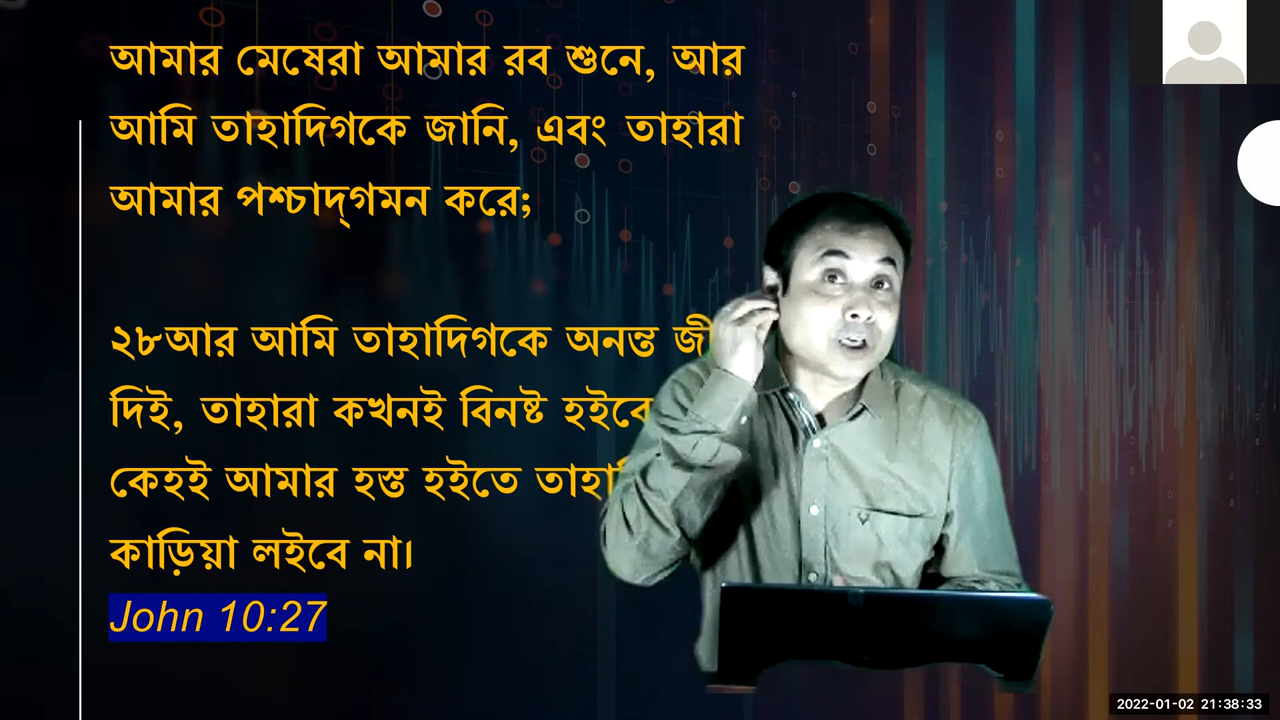 আমার মেষেরা আমার রব শুনে, আর
আমি তাহাদিগকে জানি, এবং তাহারা
আমার পশ্চাদ্‌গমন করে;
২৮আর আমি তাহাদিগকে অনন্ত
দিই, তাহারা কখনই বিনষ্ট
কেহই আমার হস্ত হইতে
কাড়িয়া লইবে না।
John 10:27
2022-01-02 21:38:33